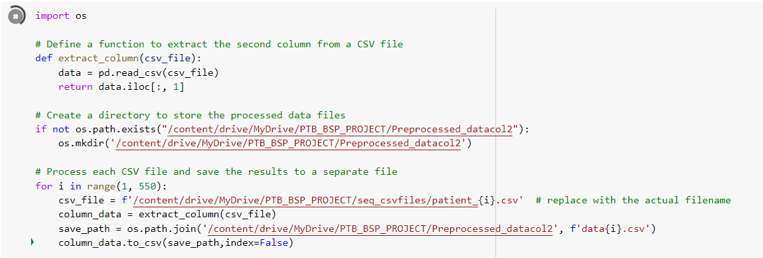 import os
# Define a function to extract the second column from a CSV file
def extract_column(csv_file):
    data = pd.read_csv(csv_file)
    return data.iloc[:, 1]
# Create a directory to store the processed data files
if not os.path.exists("/content/drive/MyDrive/PTB_BSP_PROJECT/Preprocessed_datacol2"):
    os.mkdir('/content/drive/MyDrive/PTB_BSP_PROJECT/Preprocessed_datacol2')
# Process each CSV file and save the results to a separate file
for i in range(1, 550):
    csv_file = f'/content/drive/MyDrive/PTB_BSP_PROJECT/seq_csvfiles/patient_{i}.csv'  # replace with the actual filename
    column_data = extract_column(csv_file)
    save_path = os.path.join('/content/drive/MyDrive/PTB_BSP_PROJECT/Preprocessed_datacol2', f'data{i}.csv')
    column_data.to_csv(save_path,index=False)